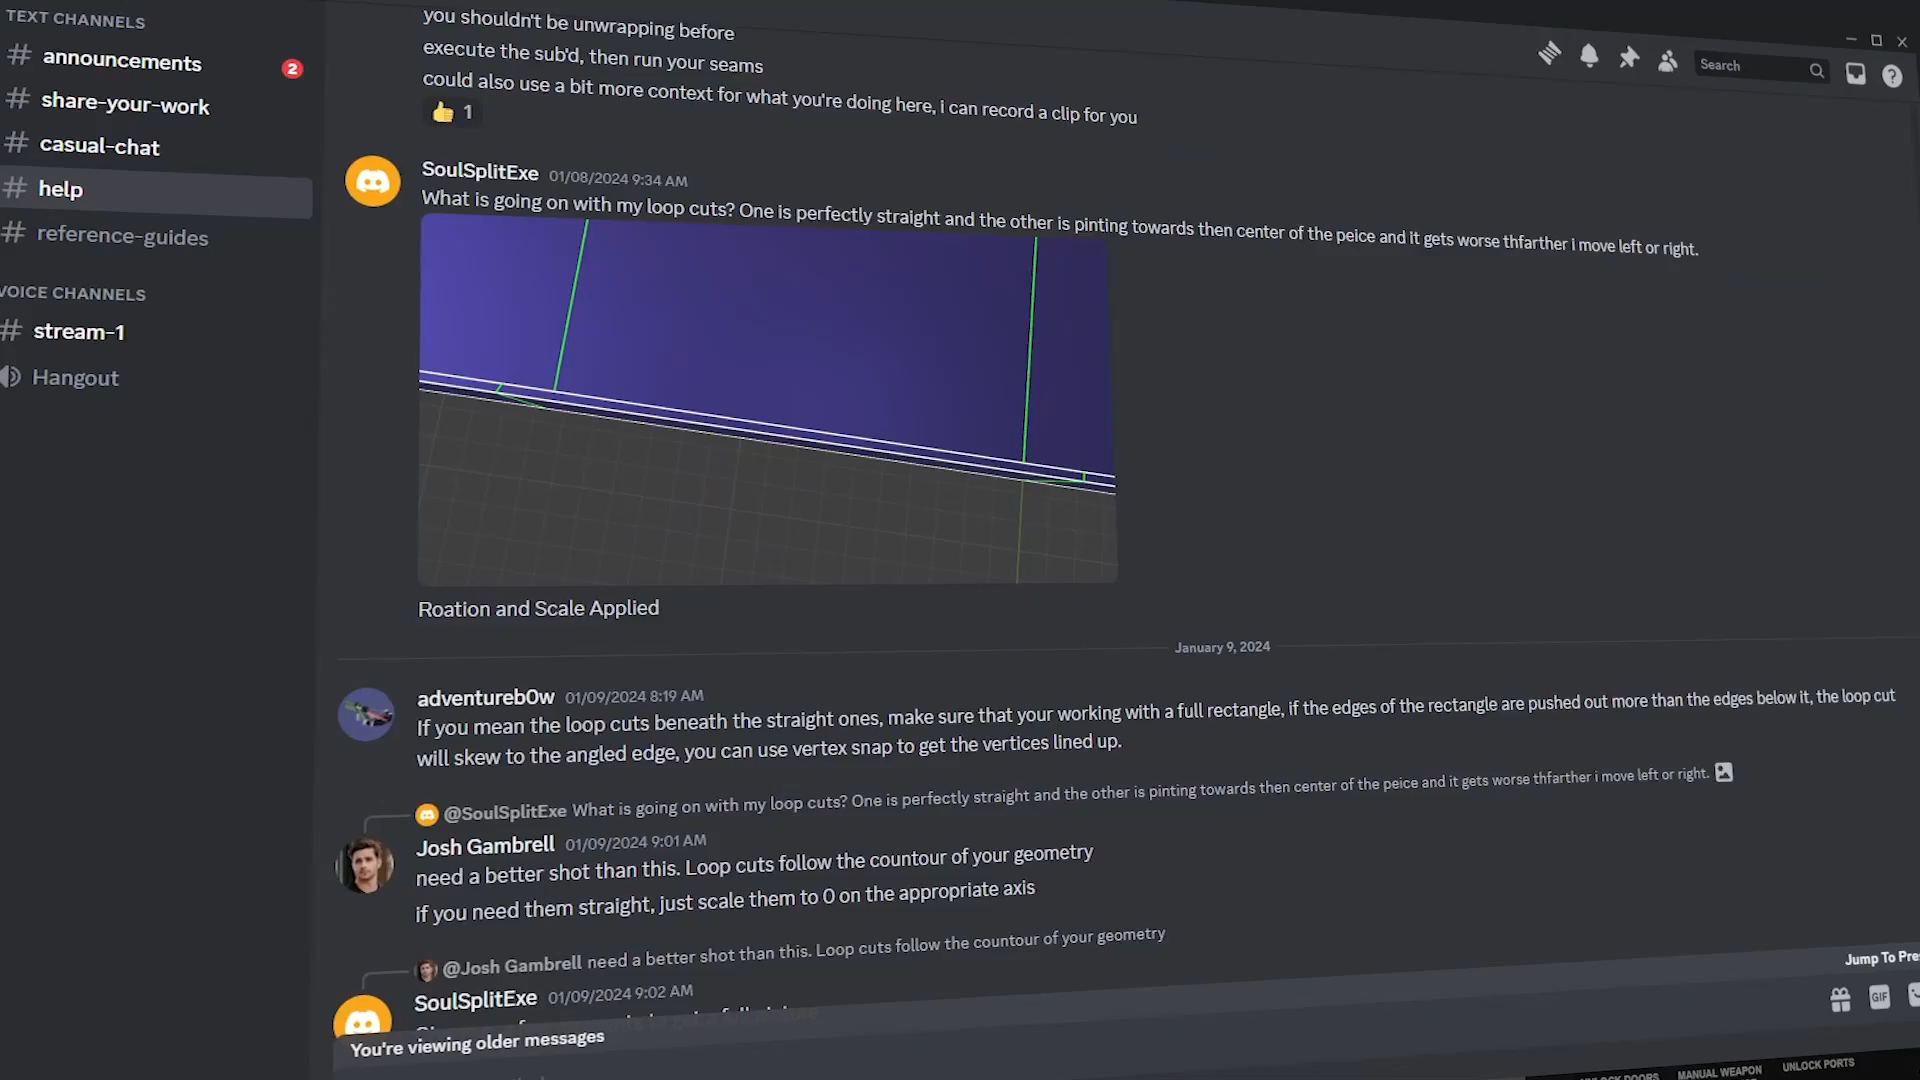 TEXT CHANNELS
# announcements 2
# share-your-work
# casual-chat
# help
# reference-guides
VOICE CHANNELS
# stream-1
Hangout
Search
you shouldn't be unwrapping before
execute the sub'd, then run your seams
could also use a bit more context for what you're doing here, i can record a clip for you
👍 1
SoulSplitExe 01/08/2024 9:34 AM
What is going on with my loop cuts? One is perfectly straight and the other is pinting towards then center of the peice and it gets worse thfarther i move left or right.
Roation and Scale Applied
January 9, 2024
adventureb0w 01/09/2024 8:19 AM
If you mean the loop cuts beneath the straight ones, make sure that your working with a full rectangle, if the edges of the rectangle are pushed out more than the edges below it, the loop cut
will skew to the angled edge, you can use vertex snap to get the vertices lined up.
@SoulSplitExe What is going on with my loop cuts? One is perfectly straight and the other is pinting towards then center of the peice and it gets worse thfarther i move left or right.
Josh Gambrell 01/09/2024 9:01 AM
need a better shot than this. Loop cuts follow the countour of your geometry
if you need them straight, just scale them to 0 on the appropriate axis
@Josh Gambrell need a better shot than this. Loop cuts follow the countour of your geometry
SoulSplitExe 01/09/2024 9:02 AM
You're viewing older messages
Jump To Pre
GIF
DOORS
MANUAL WEAPON
UNLOCK PORTS